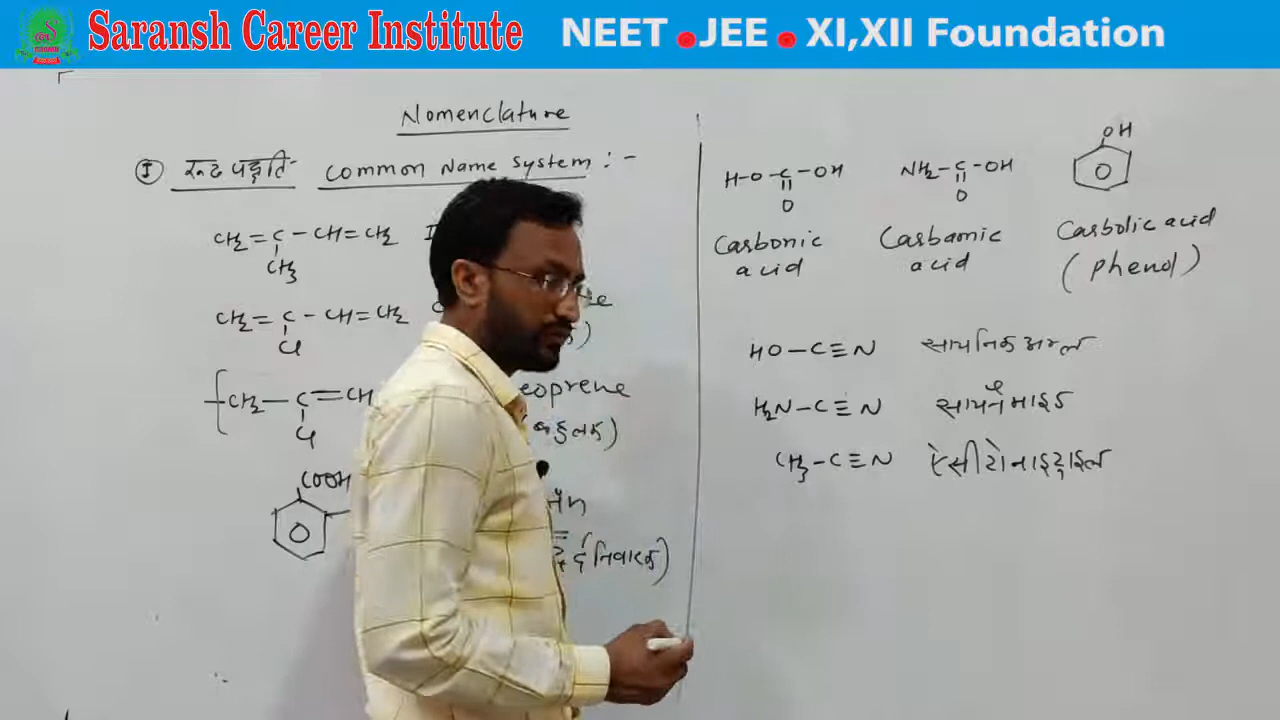 Saransh Career Institute
NEET . JEE . XI,XII Foundation
Nomenclature
I रूढ पद्धति Common Name System :-
CH2=C-CH=CH2
CH3
CH2=C-CH=CH2
Cl
CH2-C=CH
Cl
eoprene
COOH
H-O-C-OH
O
Carbonic acid
NH2-C-OH
O
Carbamic acid
OH
Carbolic acid
(Phenol)
HO-C≡N सायनिक अम्ल
H2N-C≡N सायनैमाइड
CH3-C≡N ऐसीटोनाइट्राइल